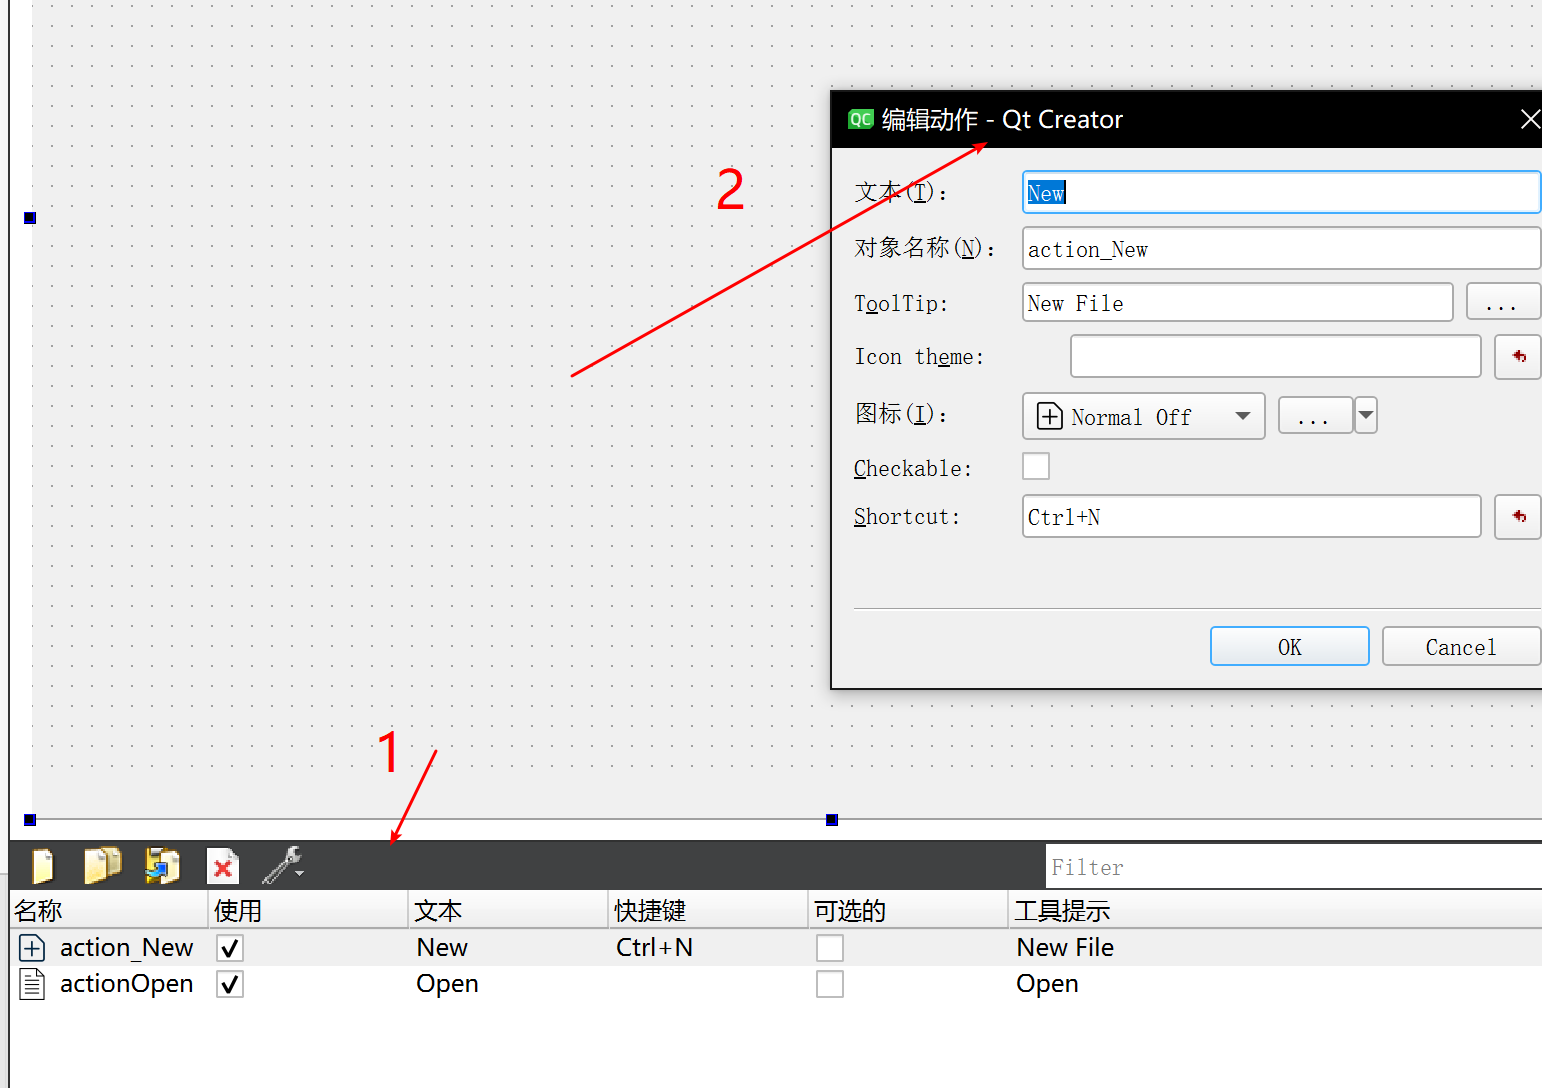 QC 编辑动作 - Qt Creator
2
文本(T):
New
对象名称(N):
action_New
ToolTip:
New File
...
Icon theme:
图标(I):
Normal Off
...
Checkable:
Shortcut:
Ctrl+N
OK
Cancel
1
Filter
名称 使用 文本 快捷键 可选的 工具提示
action_New New Ctrl+N New File
actionOpen Open Open